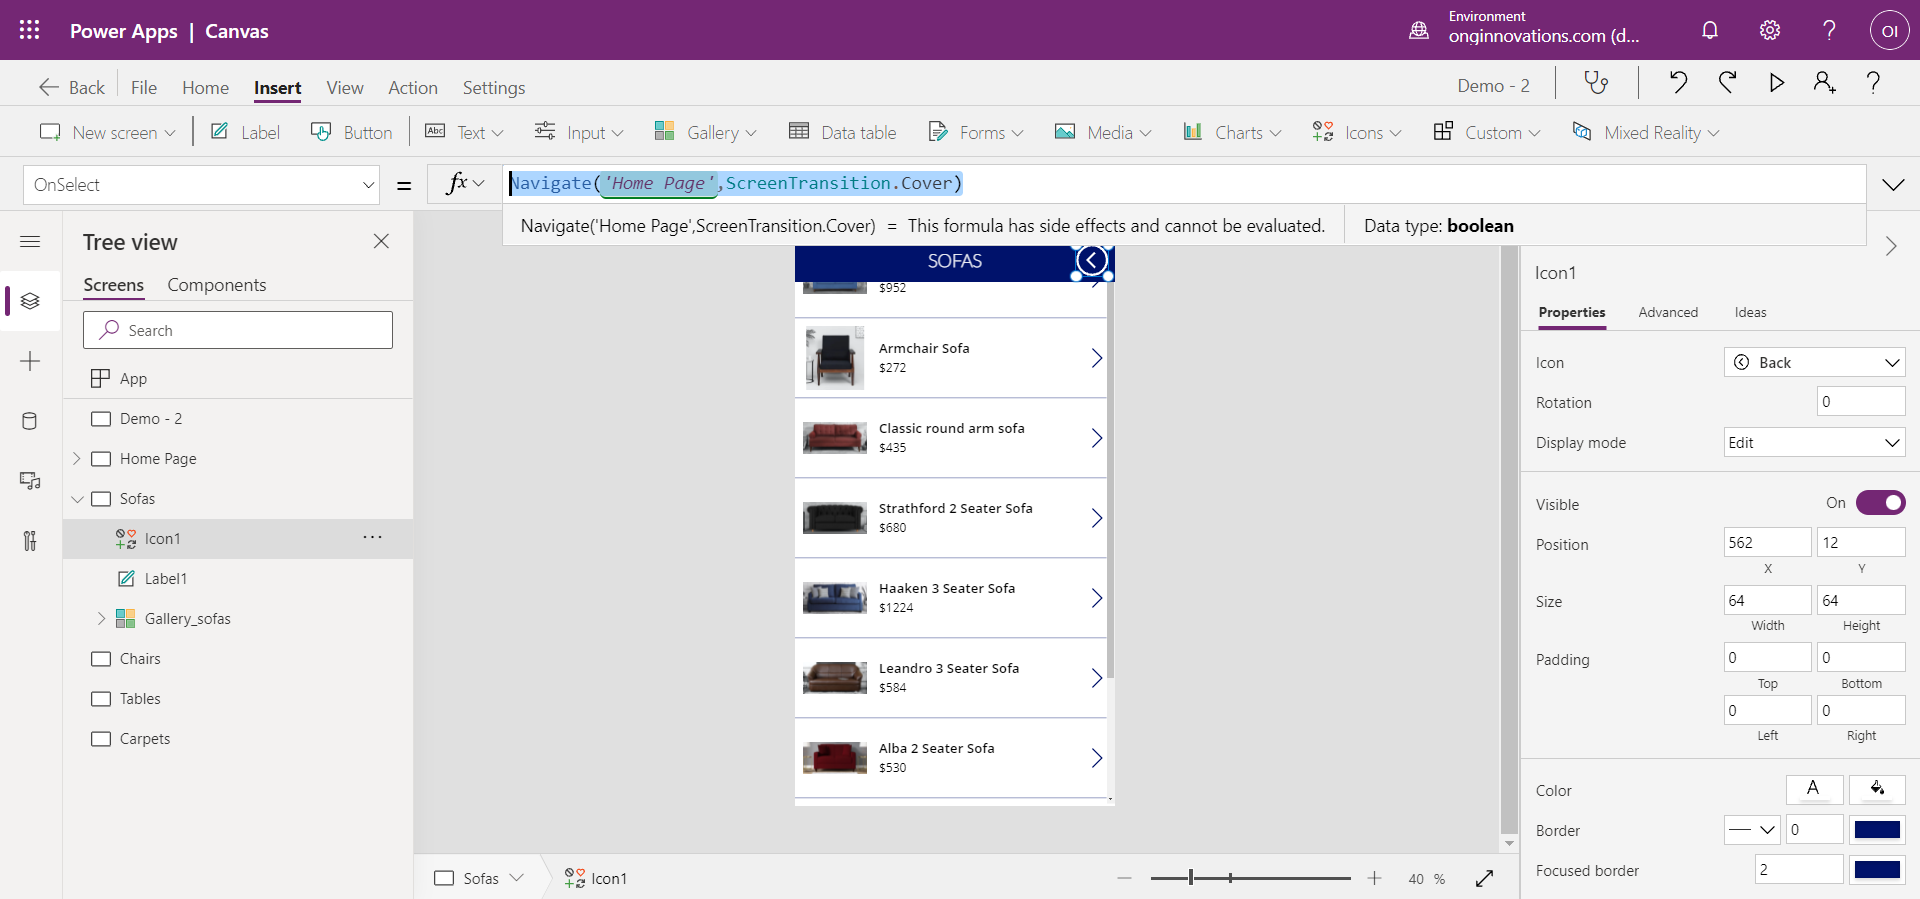 Power Apps | Canvas
Environment
onginnovations.com (d...
OI
Back
File
Home
Insert
View
Action
Settings
Demo - 2
New screen
Label
Button
Abc Text
Input
Gallery
Data table
Forms
Media
Charts
Icons
Custom
Mixed Reality
OnSelect
=
fx
Navigate('Home Page',ScreenTransition.Cover)
Navigate('Home Page',ScreenTransition.Cover) = This formula has side effects and cannot be evaluated.
Data type: boolean
Tree view
Screens
Components
Search
App
Demo - 2
Home Page
Sofas
Icon1
...
Label1
Gallery_sofas
Chairs
Tables
Carpets
SOFAS
$952
Armchair Sofa
$272
Classic round arm sofa
$435
Strathford 2 Seater Sofa
$680
Haaken 3 Seater Sofa
$1224
Leandro 3 Seater Sofa
$584
Alba 2 Seater Sofa
$530
Sofas
Icon1
40 %
Icon1
Properties
Advanced
Ideas
Icon
Back
Rotation
0
Display mode
Edit
Visible
On
Position
562
12
X
Y
Size
64
64
Width
Height
Padding
0
0
Top
Bottom
0
0
Left
Right
Color
A
Border
0
Focused border
2